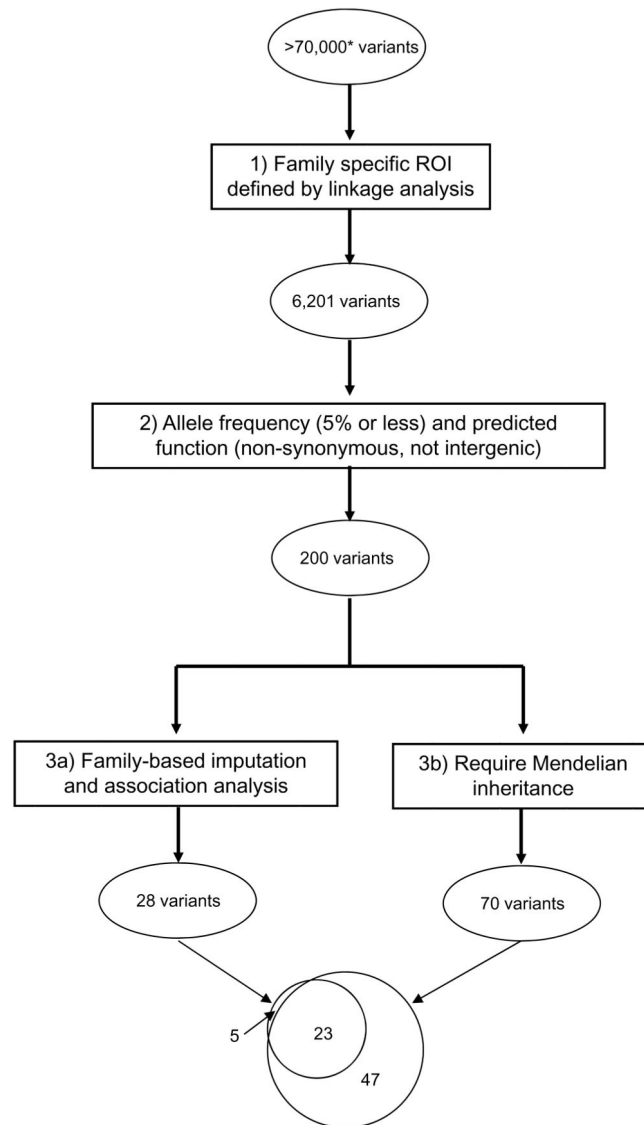 >70,000* variants
1) Family specific ROI
defined by linkage analysis
6,201 variants
2) Allele frequency (5% or less) and predicted
function (non-synonymous, not intergenic)
200 variants
3a) Family-based imputation
and association analysis
3b) Require Mendelian
inheritance
28 variants
70 variants
5
23
47